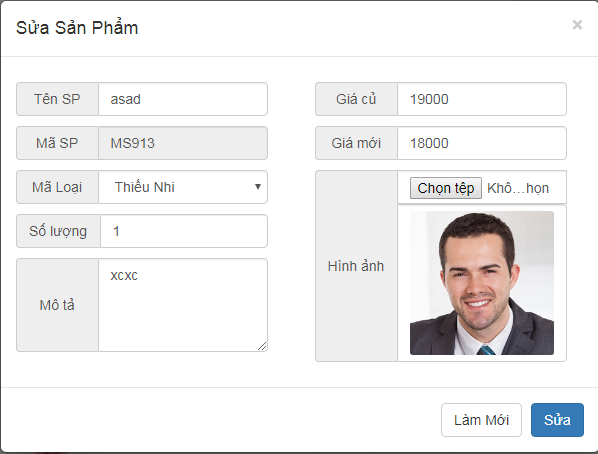 Sửa Sản Phẩm
×
Tên SP
asad
Mã SP
MS913
Mã Loại
Thiếu Nhi
Số lượng
1
Mô tả
xcxc
Giá củ
19000
Giá mới
18000
Hình ảnh
Chọn tệp Khô…họn
Làm Mới
Sửa